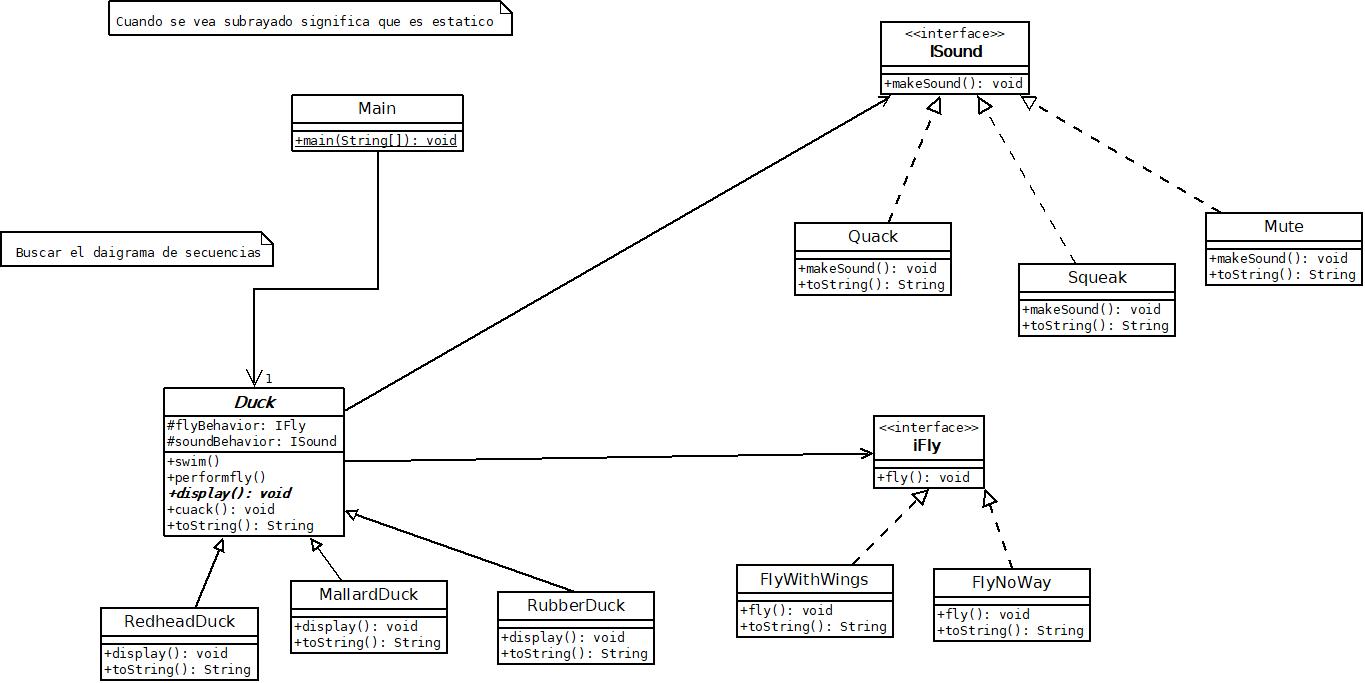 Cuando se vea subrayado significa que es estatico
<<interface>>
ISound
+makeSound(): void
Main
+main(String[]): void
Buscar el daigrama de secuencias
Quack
+makeSound(): void
+toString(): String
Squeak
+makeSound(): void
+toString(): String
Mute
+makeSound(): void
+toString(): String
1
Duck
#flyBehavior: IFly
#soundBehavior: ISound
+swim()
+performfly()
+display(): void
+cuack(): void
+toString(): String
<<interface>>
iFly
+fly(): void
RedheadDuck
+display(): void
+toString(): String
MallardDuck
+display(): void
+toString(): String
RubberDuck
+display(): void
+toString(): String
FlyWithWings
+fly(): void
+toString(): String
FlyNoWay
+fly(): void
+toString(): String